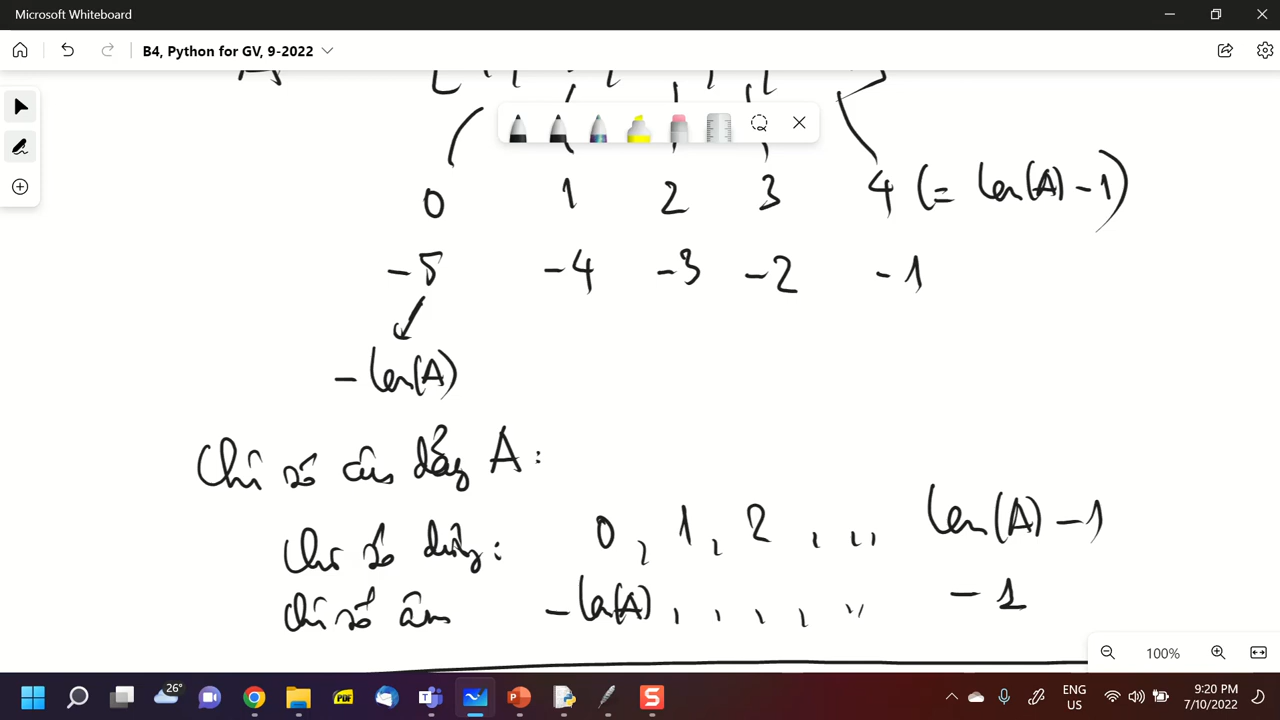 Microsoft Whiteboard
B4, Python for GV, 9-2022
A [ , , , , ]
0 1 2 3 4 (= len(A) - 1)
-5 -4 -3 -2 -1
- len(A)
Chỉ số của dãy A:
Chỉ số dương: 0, 1, 2, ... len(A) - 1
Chỉ số âm -len(A), , , , ... -1
100%
26°
PDF
ENG
US
9:20 PM
7/10/2022